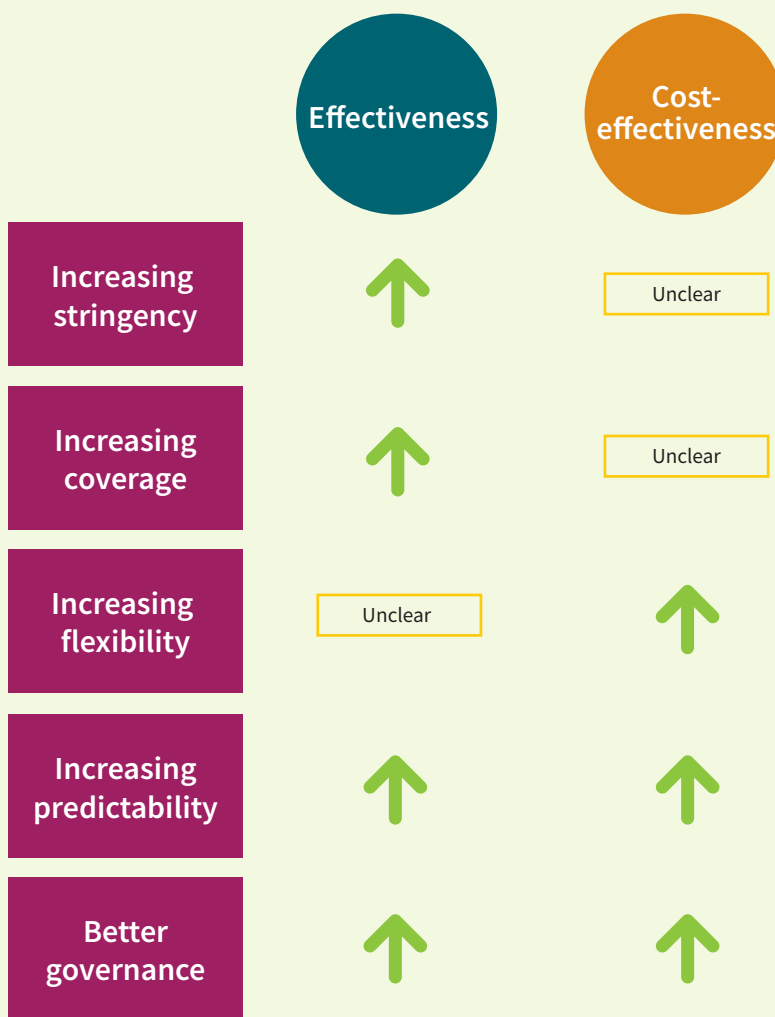 Effectiveness
Cost-
effectiveness
Increasing
stringency
Unclear
Increasing
coverage
Unclear
Increasing
flexibility
Unclear
Increasing
predictability
Better
governance